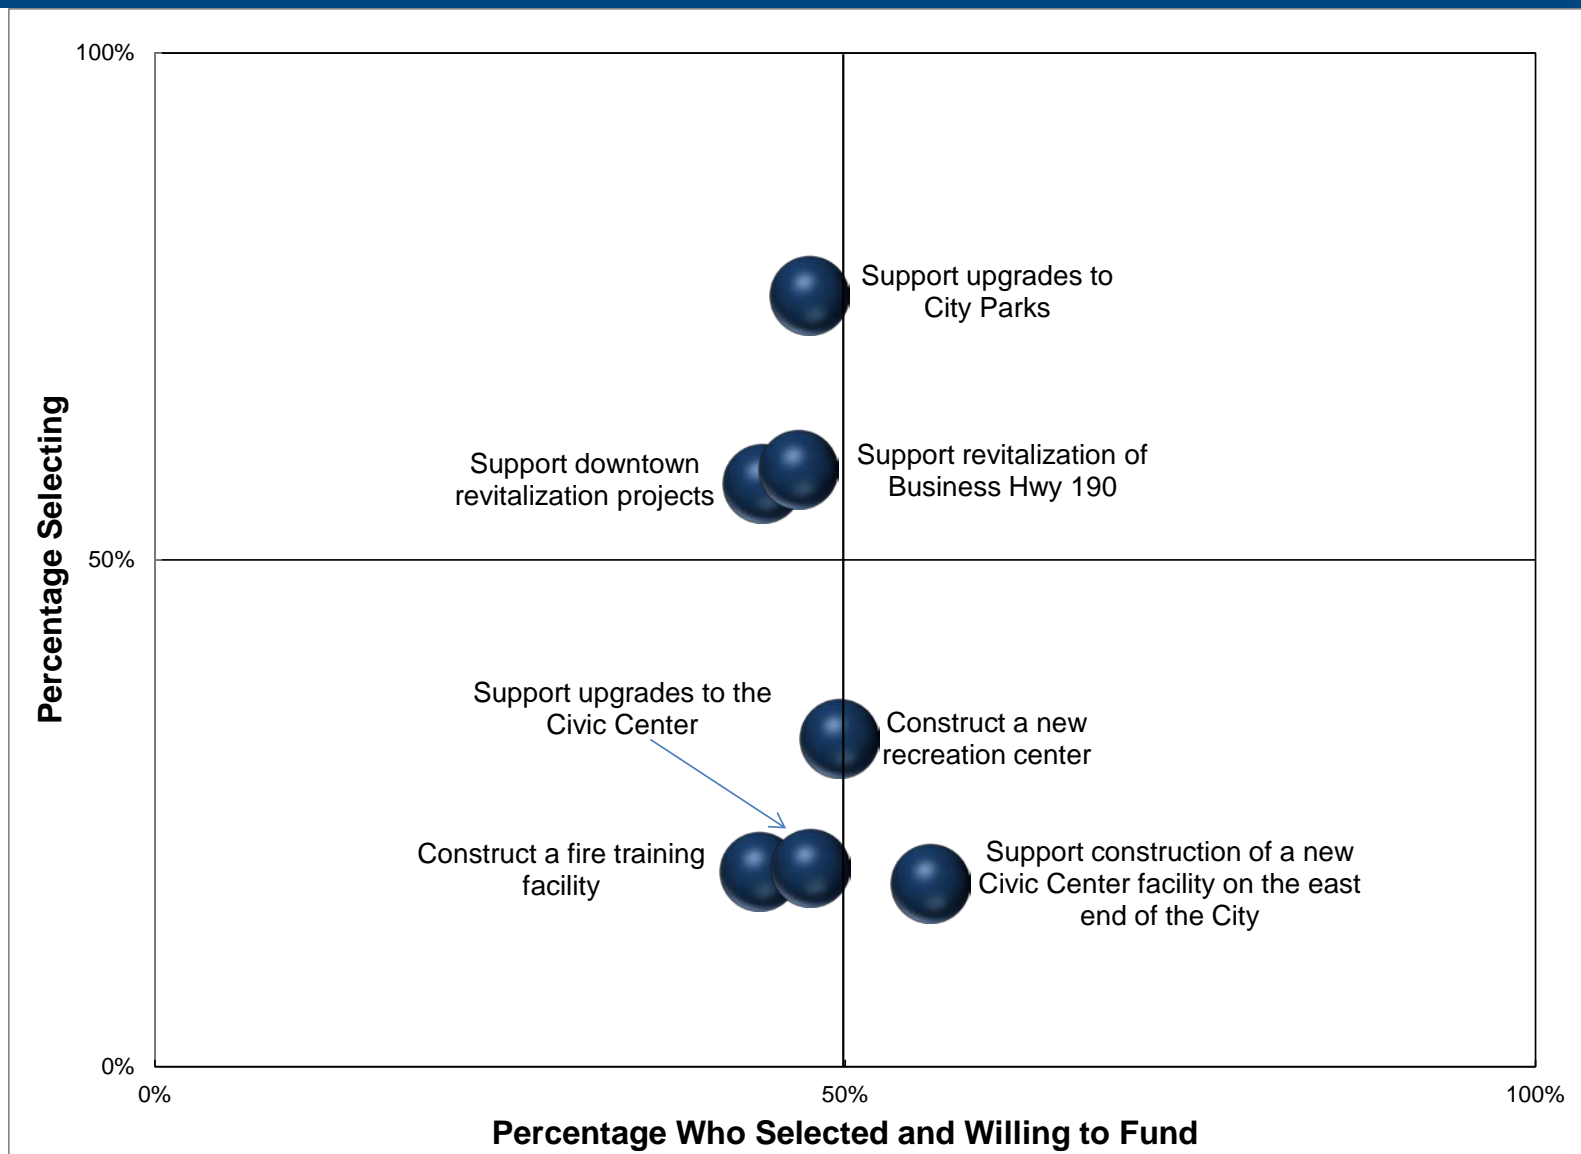 100%
Support upgrades to
City Parks
Support downtown
revitalization projects
Support revitalization of
Business Hwy 190
Percentage Selecting
50%
Support upgrades to the
Civic Center
Construct a new
recreation center
Construct a fire training
facility
Support construction of a new
Civic Center facility on the east
end of the City
0%
0%
50%
100%
Percentage Who Selected and Willing to Fund